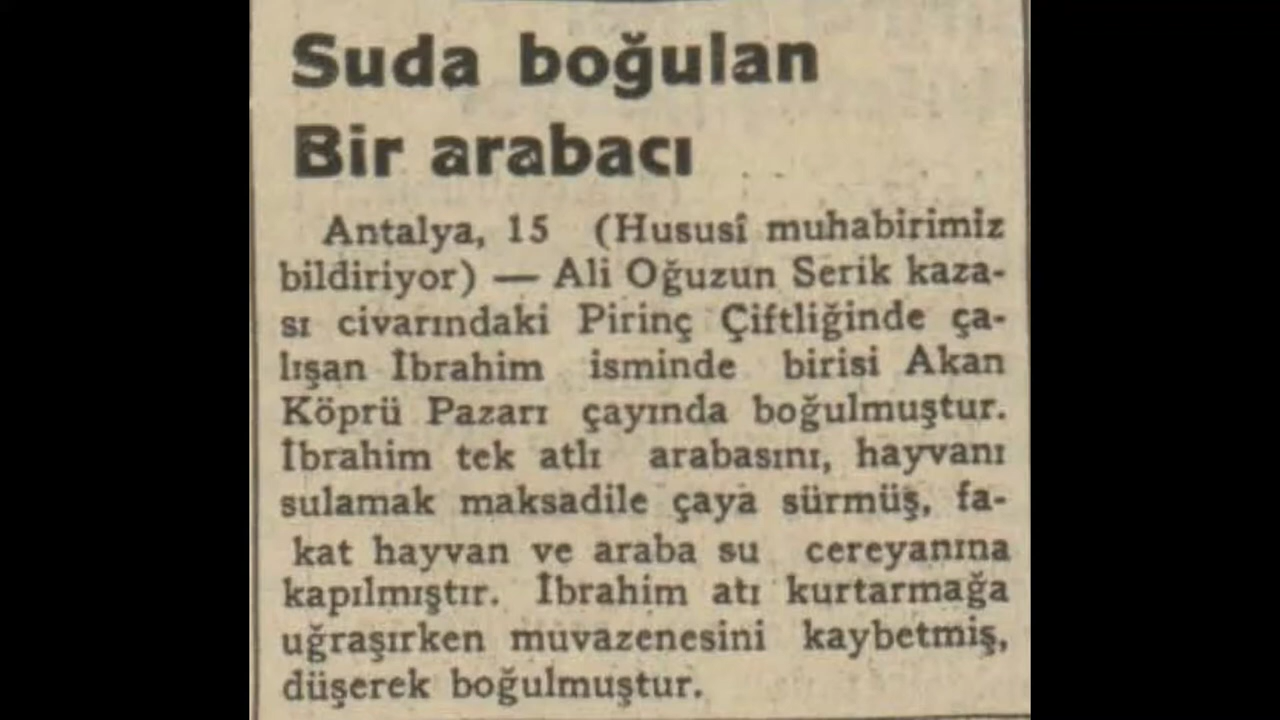 Suda boğulan
Bir arabacı
Antalya, 15 (Hususî muhabirimiz
bildiriyor) — Ali Oğuzun Serik kaza-
sı civarındaki Pirinç Çiftliğinde ça-
lışan İbrahim isminde birisi Akan
Köprü Pazarı çayında boğulmuştur.
İbrahim tek atlı arabasını, hayvanı
sulamak maksadile çaya sürmüş, fa-
kat hayvan ve araba su cereyanına
kapılmıştır. İbrahim atı kurtarmağa
uğraşırken muvazenesini kaybetmiş,
düşerek boğulmuştur.